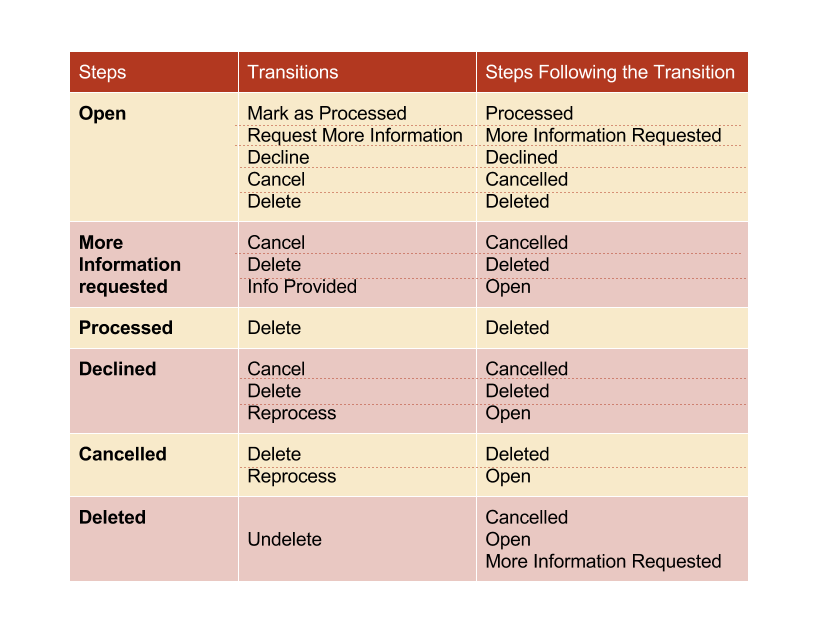 Steps Transitions Steps Following the Transition
Open Mark as Processed Processed
Request More Information More Information Requested
Decline Declined
Cancel Cancelled
Delete Deleted
More Cancel Cancelled
Information Delete Deleted
requested Info Provided Open
Processed Delete Deleted
Declined Cancel Cancelled
Delete Deleted
Reprocess Open
Cancelled Delete Deleted
Reprocess Open
Deleted Cancelled
Undelete Open
More Information Requested